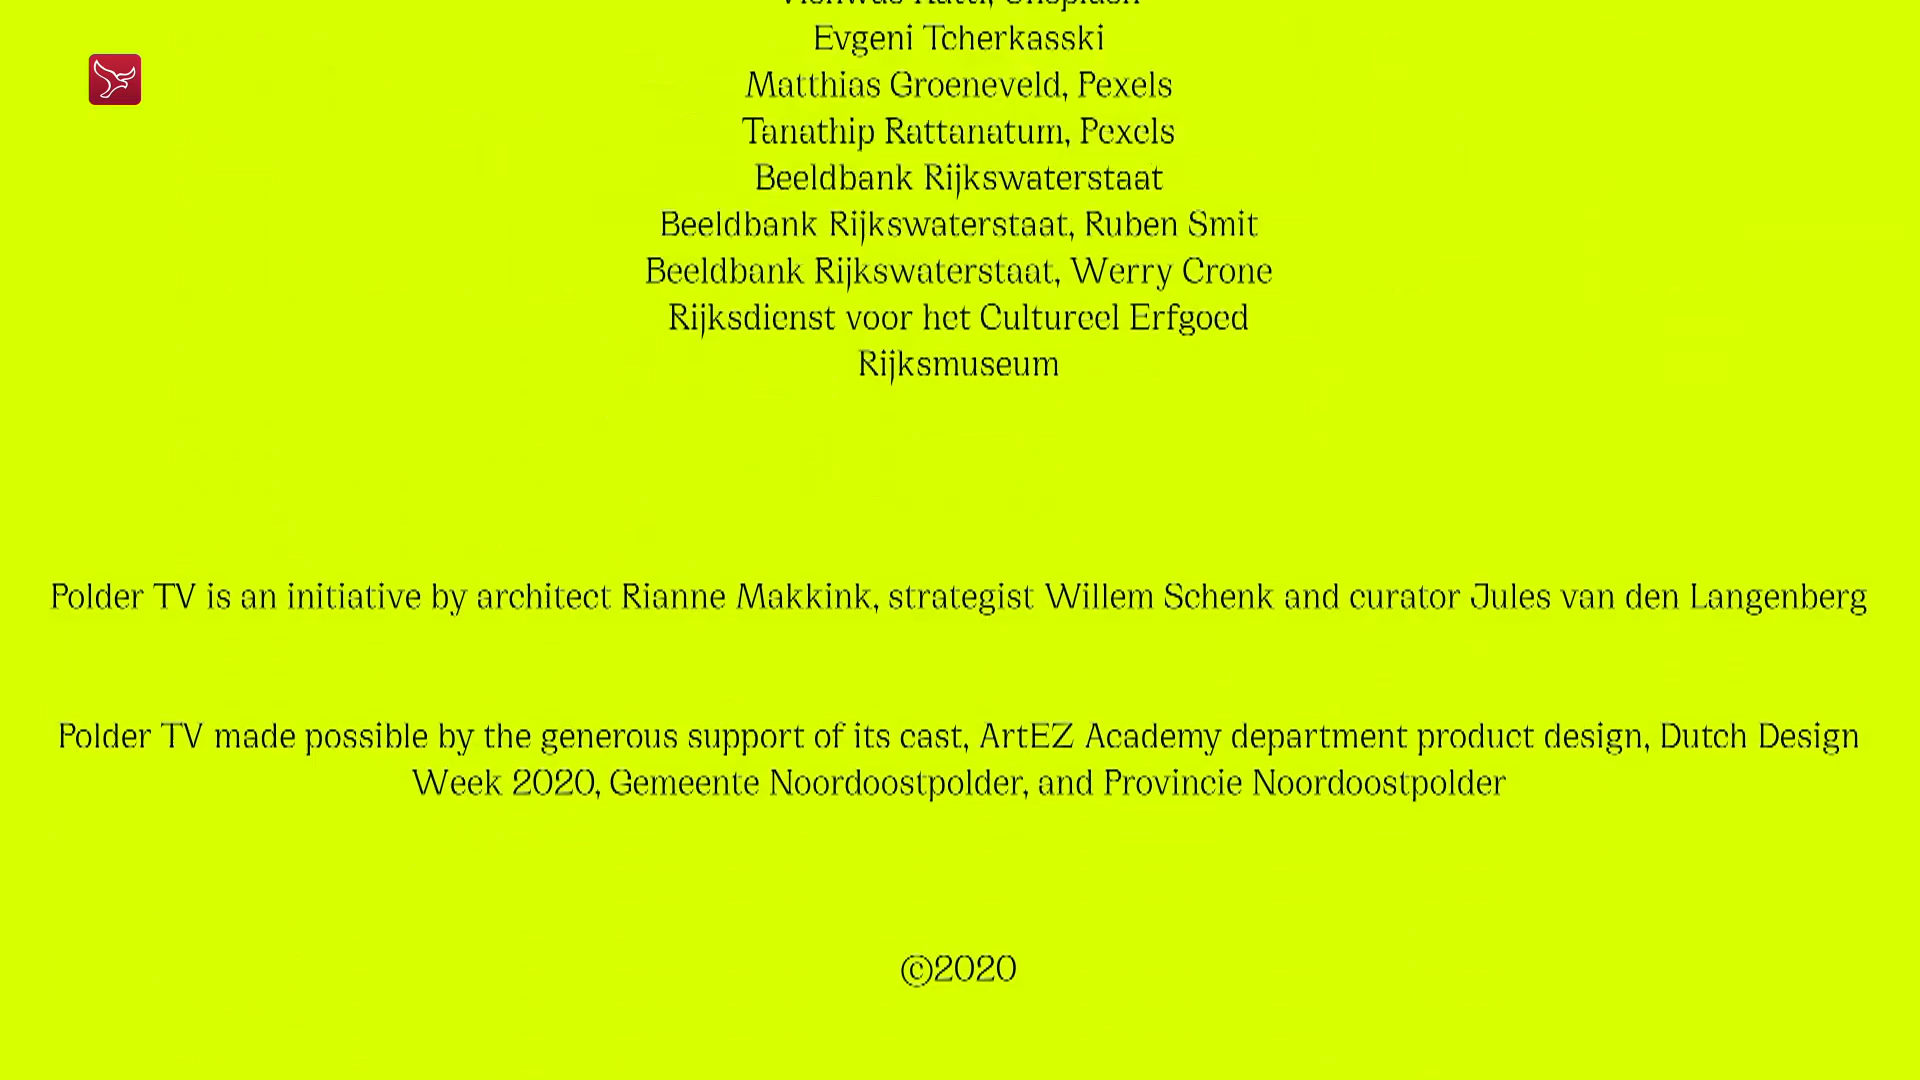 Evgeni Tcherkasski
Matthias Groeneveld, Pexels
Tanathip Rattanatum, Pexels
Beeldbank Rijkswaterstaat
Beeldbank Rijkswaterstaat, Ruben Smit
Beeldbank Rijkswaterstaat, Werry Crone
Rijksdienst voor het Cultureel Erfgoed
Rijksmuseum
Polder TV is an initiative by architect Rianne Makkink, strategist Willem Schenk and curator Jules van den Langenberg
Polder TV made possible by the generous support of its cast, ArtEZ Academy department product design, Dutch Design
Week 2020, Gemeente Noordoostpolder, and Provincie Noordoostpolder
©2020